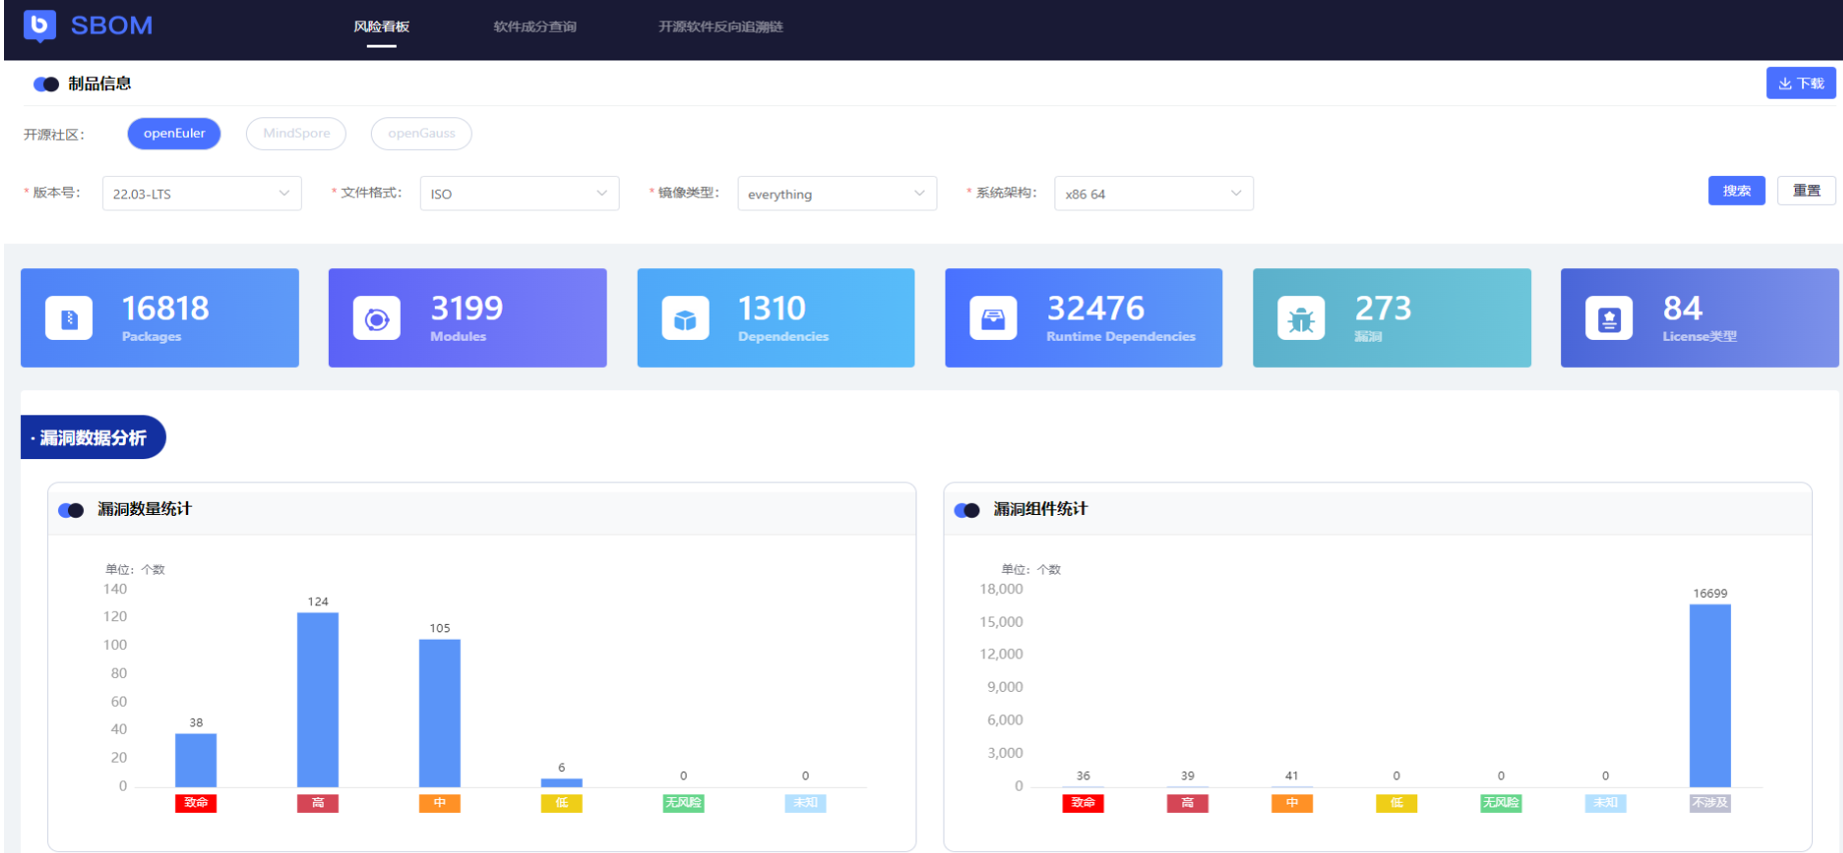 SBOM 风险看板 软件成分查询 开源软件反向追溯链
制品信息 下载
开源社区： openEuler MindSpore openGauss
* 版本号： 22.03-LTS * 文件格式： ISO * 镜像类型： everything * 系统架构： x86 64 搜索 重置
16818 3199 1310 32476 273 84
Packages Modules Dependencies Runtime Dependencies 漏洞 License类型
· 漏洞数据分析
漏洞数量统计
单位：个数
140
120
100
80
60
40
20
0
38 124 105 6 0 0
致命 高 中 低 无风险 未知
漏洞组件统计
单位：个数
18,000
15,000
12,000
9,000
6,000
3,000
0
36 39 41 0 0 0 16699
致命 高 中 低 无风险 未知 不涉及